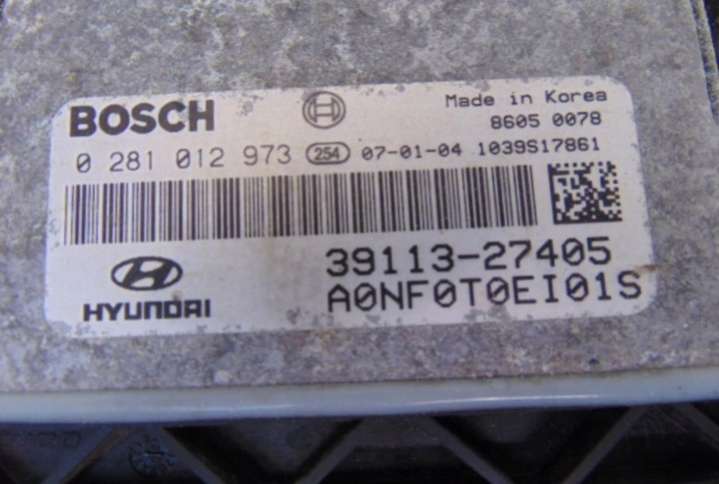 BOSCH
Made in Korea
8605 0078
0 281 012 973 254 07-01-04 1039S17861
39113-27405
HYUNDAI
A0NF0T0EI01S